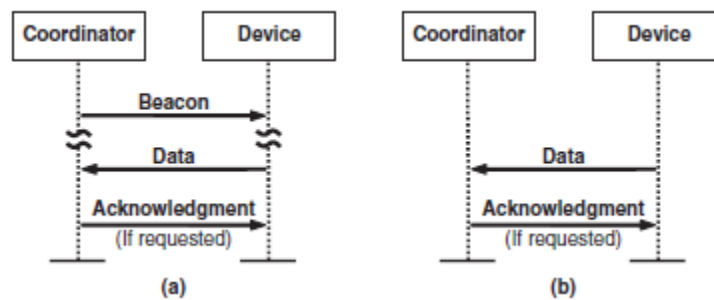 Coordinator Device Coordinator Device
Beacon
Data Data
Acknowledgment Acknowledgment
(If requested) (If requested)
(a) (b)